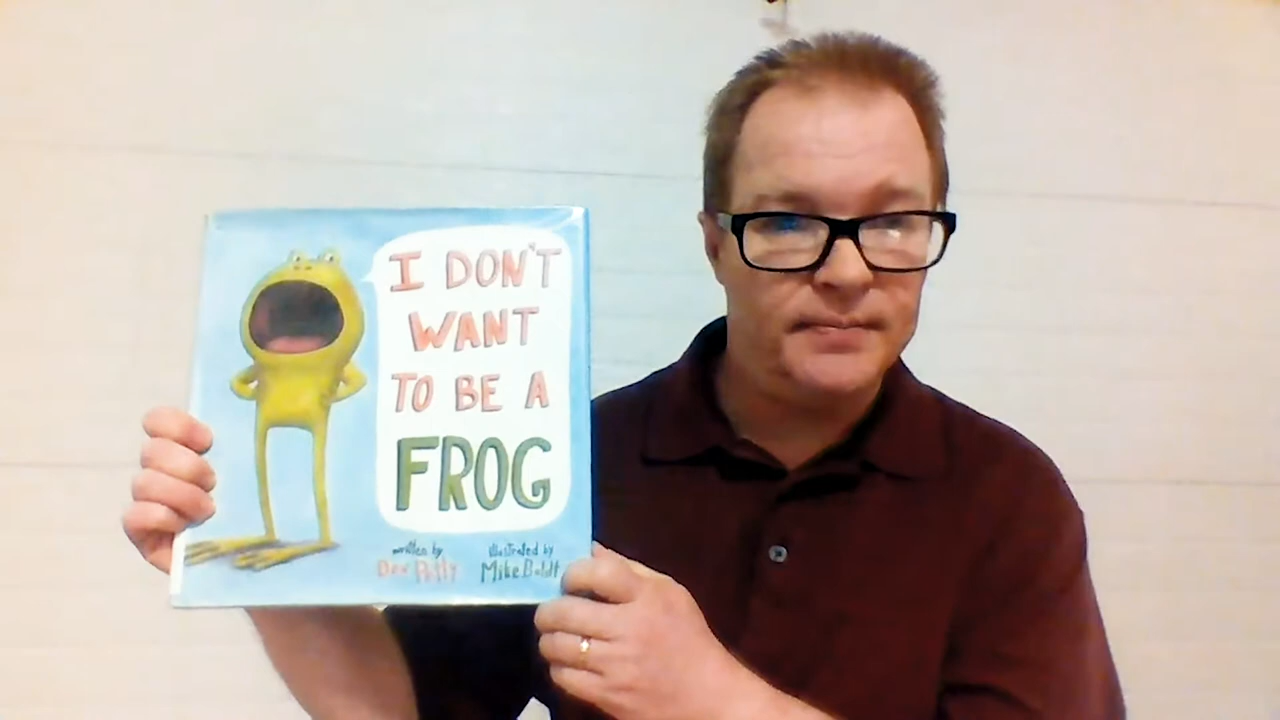 I DON'T
WANT
TO BE A
FROG
written by
Dev Petty
illustrated by
Mike Boldt